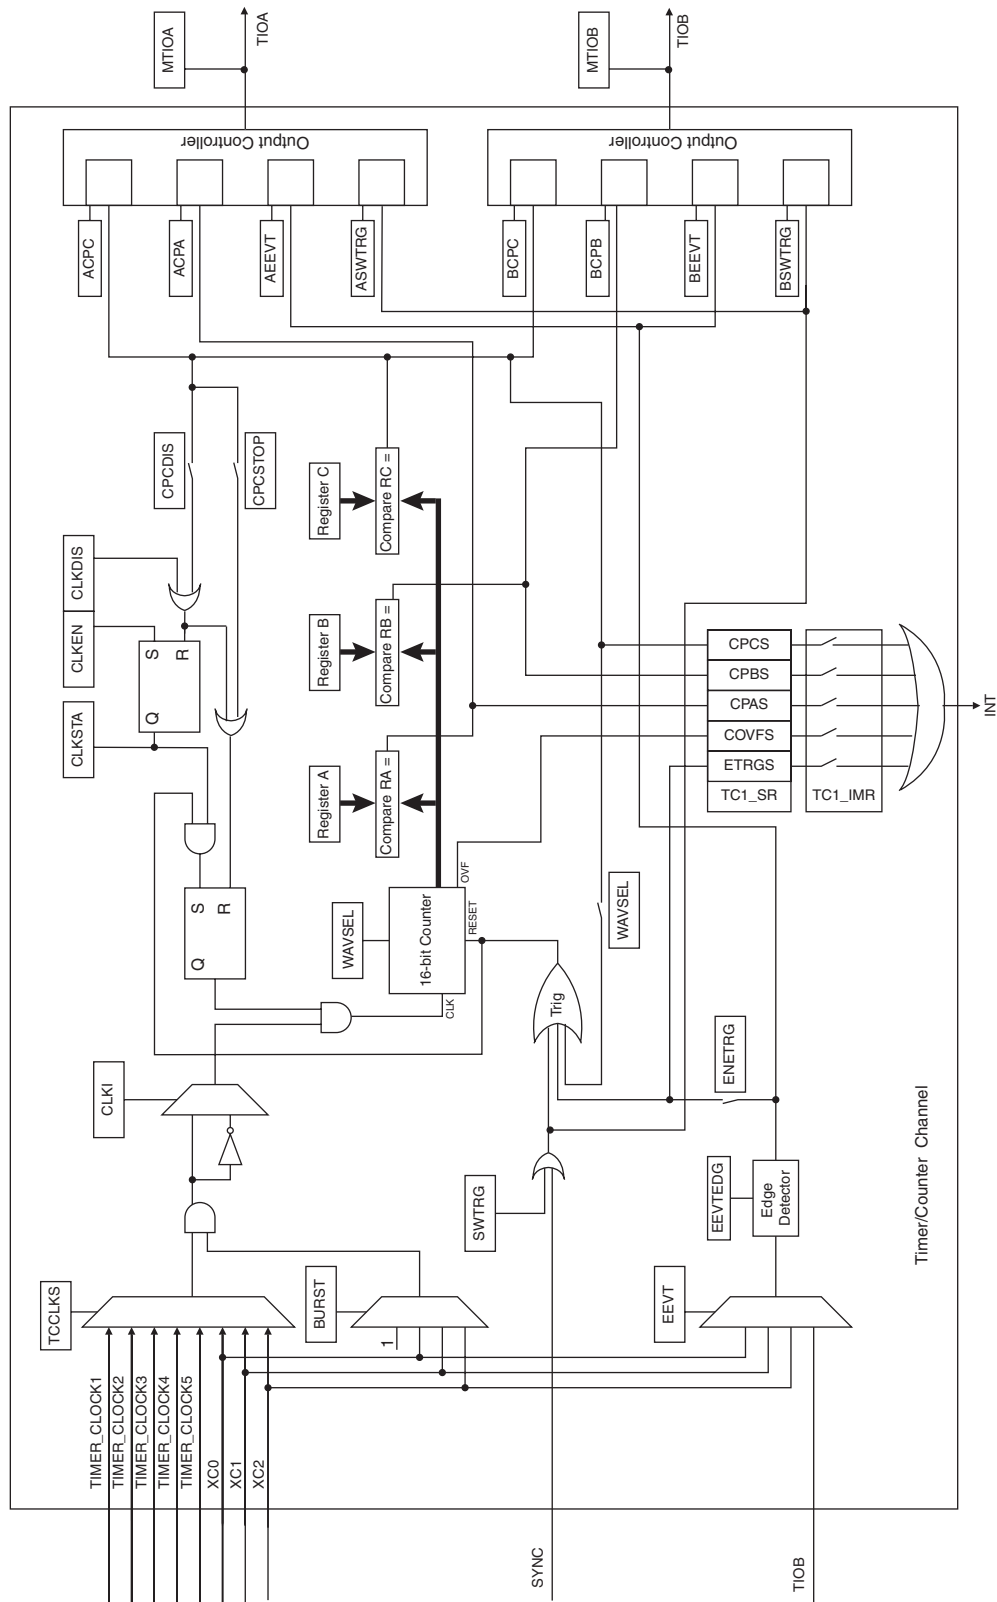 MTIOA
TIOA
MTIOB
TIOB
Output Controller
Output Controller
ACPC
ACPA
AEEVT
ASWTRG
BCPC
BCPB
BEEVT
BSWTRG
CPCDIS
CPCSTOP
CLKDIS
CLKEN
CLKSTA
S
R
Q
Register C
Compare RC =
Register B
Compare RB =
Register A
Compare RA =
S
R
Q
WAVSEL
16-bit Counter
OVF
RESET
CLK
CPCS
CPBS
CPAS
COVFS
ETRGS
TC1_SR
TC1_IMR
INT
WAVSEL
Trig
ENETRG
CLKI
SWTRG
EEVTEDG
Edge
Detector
Timer/Counter Channel
TCCLKS
BURST
1
EEVT
TIMER_CLOCK1
TIMER_CLOCK2
TIMER_CLOCK3
TIMER_CLOCK4
TIMER_CLOCK5
XC0
XC1
XC2
SYNC
TIOB